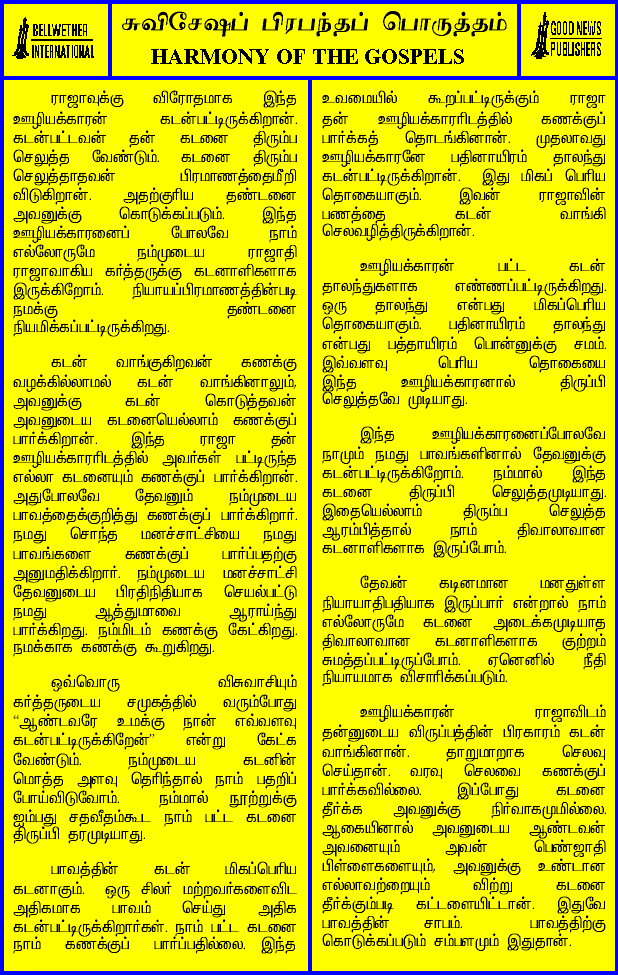 BELLWETHER
INTERNATIONAL
சுவிசேஷப் பிரபந்தப் பொருத்தம்
HARMONY OF THE GOSPELS
GOOD NEWS
PUBLISHERS
ராஜாவுக்கு விரோதமாக இந்த
ஊழியக்காரன் கடன்பட்டிருக்கிறான்.
கடன்பட்டவன் தன் கடனை திரும்ப
செலுத்த வேண்டும். கடனை திரும்ப
செலுத்தாதவன் பிரமாணத்தைமீறி
விடுகிறான். அதற்குரிய தண்டனை
அவனுக்கு கொடுக்கப்படும். இந்த
ஊழியக்காரனைப் போலவே நாம்
எல்லோருமே நம்முடைய ராஜாதி
ராஜாவாகிய கர்த்தருக்கு கடனாளிகளாக
இருக்கிறோம். நியாயப்பிரமாணத்தின்படி
நமக்கு தண்டனை
நியமிக்கப்பட்டிருக்கிறது.
கடன் வாங்குகிறவன் கணக்கு
வழக்கில்லாமல் கடன் வாங்கினாலும்,
அவனுக்கு கடன் கொடுத்தவன்
அவனுடைய கடனையெல்லாம் கணக்குப்
பார்க்கிறான். இந்த ராஜா தன்
ஊழியக்காரரிடத்தில் அவர்கள் பட்டிருந்த
எல்லா கடனையும் கணக்குப் பார்க்கிறான்.
அதுபோலவே தேவனும் நம்முடைய
பாவத்தைக்குறித்து கணக்குப் பார்க்கிறார்.
நமது சொந்த மனச்சாட்சியை நமது
பாவங்களை கணக்குப் பார்ப்பதற்கு
அனுமதிக்கிறார். நம்முடைய மனச்சாட்சி
தேவனுடைய பிரதிநிதியாக செயல்பட்டு
நமது ஆத்துமாவை ஆராய்ந்து
பார்க்கிறது. நம்மிடம் கணக்கு கேட்கிறது.
நமக்காக கணக்கு கூறுகிறது.
ஒவ்வொரு விசுவாசியும்
கர்த்தருடைய சமுகத்தில் வரும்போது
“ஆண்டவரே உமக்கு நான் எவ்வளவு
கடன்பட்டிருக்கிறேன்” என்று கேட்க
வேண்டும். நம்முடைய கடனின்
மொத்த அளவு தெரிந்தால் நாம் பதறிப்
போய்விடுவோம். நம்மால் நூற்றுக்கு
ஐம்பது சதவீதம்கூட நாம் பட்ட கடனை
திருப்பி தரமுடியாது.
பாவத்தின் கடன் மிகப்பெரிய
கடனாகும். ஒரு சிலர் மற்றவர்களைவிட
அதிகமாக பாவம் செய்து அதிக
கடன்பட்டிருக்கிறார்கள். நாம் பட்ட கடனை
நாம் கணக்குப் பார்ப்பதில்லை. இந்த
உவமையில் கூறப்பட்டிருக்கும் ராஜா
தன் ஊழியக்காரரிடத்தில் கணக்குப்
பார்க்கத் தொடங்கினான். முதலாவது
ஊழியக்காரனே பதினாயிரம் தாலந்து
கடன்பட்டிருக்கிறான். இது மிகப் பெரிய
தொகையாகும். இவன் ராஜாவின்
பணத்தை கடன் வாங்கி
செலவழித்திருக்கிறான்.
ஊழியக்காரன் பட்ட கடன்
தாலந்துகளாக எண்ணப்பட்டிருக்கிறது.
ஒரு தாலந்து என்பது மிகப்பெரிய
தொகையாகும். பதினாயிரம் தாலந்து
என்பது பத்தாயிரம் பொன்னுக்கு சமம்.
இவ்வளவு பெரிய தொகையை
இந்த ஊழியக்காரனால் திருப்பி
செலுத்தவே முடியாது.
இந்த ஊழியக்காரனைப்போலவே
நாமும் நமது பாவங்களினால் தேவனுக்கு
கடன்பட்டிருக்கிறோம். நம்மால் இந்த
கடனை திருப்பி செலுத்தமுடியாது.
இதையெல்லாம் திரும்ப செலுத்த
ஆரம்பித்தால் நாம் திவாலாவான
கடனாளிகளாக இருப்போம்.
தேவன் கடினமான மனதுள்ள
நியாயாதிபதியாக இருப்பார் என்றால் நாம்
எல்லோருமே கடனை அடைக்கமுடியாத
திவாலாவான கடனாளிகளாக குற்றம்
சுமத்தப்பட்டிருப்போம். ஏனெனில் நீதி
நியாயமாக விசாரிக்கப்படும்.
ஊழியக்காரன் ராஜாவிடம்
தன்னுடைய விருப்பத்தின் பிரகாரம் கடன்
வாங்கினான். தாறுமாறாக செலவு
செய்தான். வரவு செலவை கணக்குப்
பார்க்கவில்லை. இப்போது கடனை
தீர்க்க அவனுக்கு நிர்வாகமுமில்லை.
ஆகையினால் அவனுடைய ஆண்டவன்
அவனையும் அவன் பெண்ஜாதி
பிள்ளைகளையும், அவனுக்கு உண்டான
எல்லாவற்றையும் விற்று கடனை
தீர்க்கும்படி கட்டளையிட்டான். இதுவே
பாவத்தின் சாபம். பாவத்திற்கு
கொடுக்கப்படும் சம்பளமும் இதுதான்.